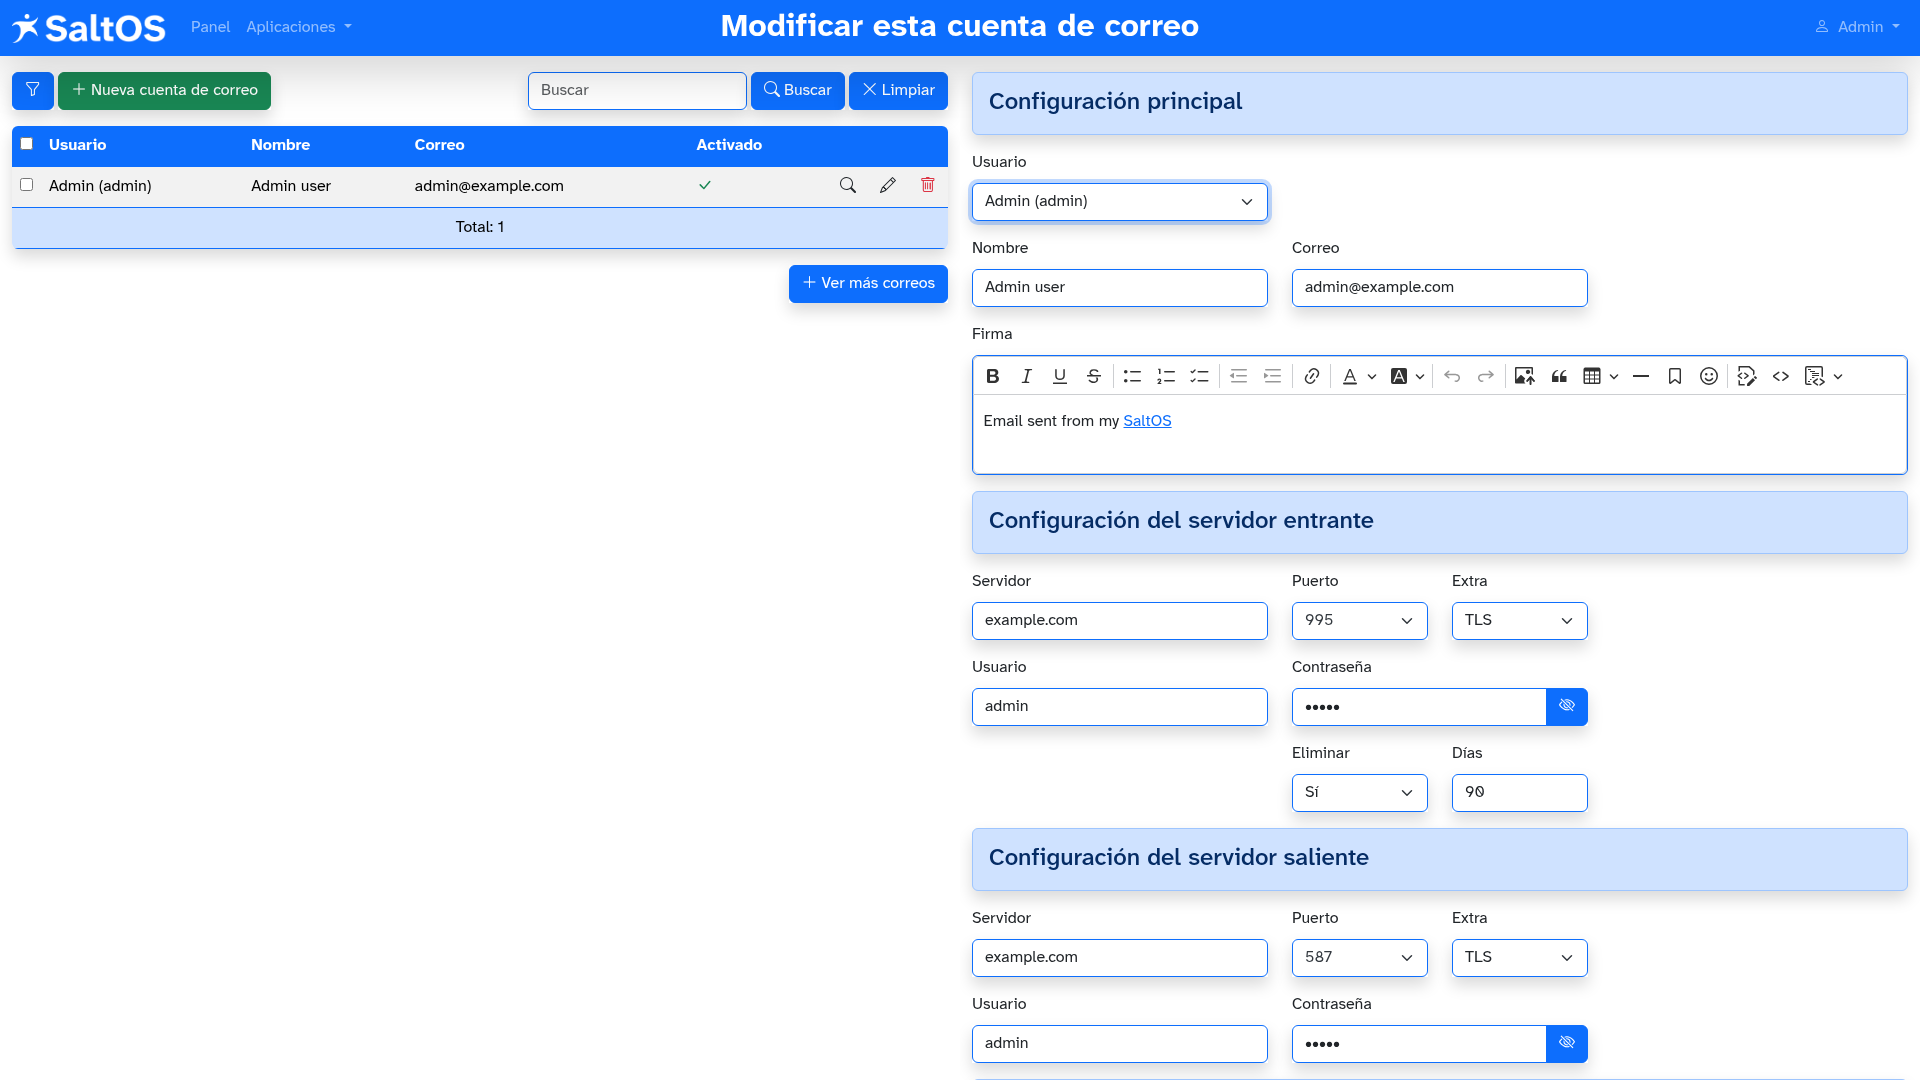 SaltOS Panel Aplicaciones Modificar esta cuenta de correo Admin
Nueva cuenta de correo Buscar Buscar Limpiar
Usuario Nombre Correo Activado
Admin (admin) Admin user admin@example.com
Total: 1
Ver más correos
Configuración principal
Usuario
Admin (admin)
Nombre Correo
Admin user admin@example.com
Firma
Email sent from my SaltOS
Configuración del servidor entrante
Servidor Puerto Extra
example.com 995 TLS
Usuario Contraseña
admin •••••
Eliminar Días
Sí 90
Configuración del servidor saliente
Servidor Puerto Extra
example.com 587 TLS
Usuario Contraseña
admin •••••